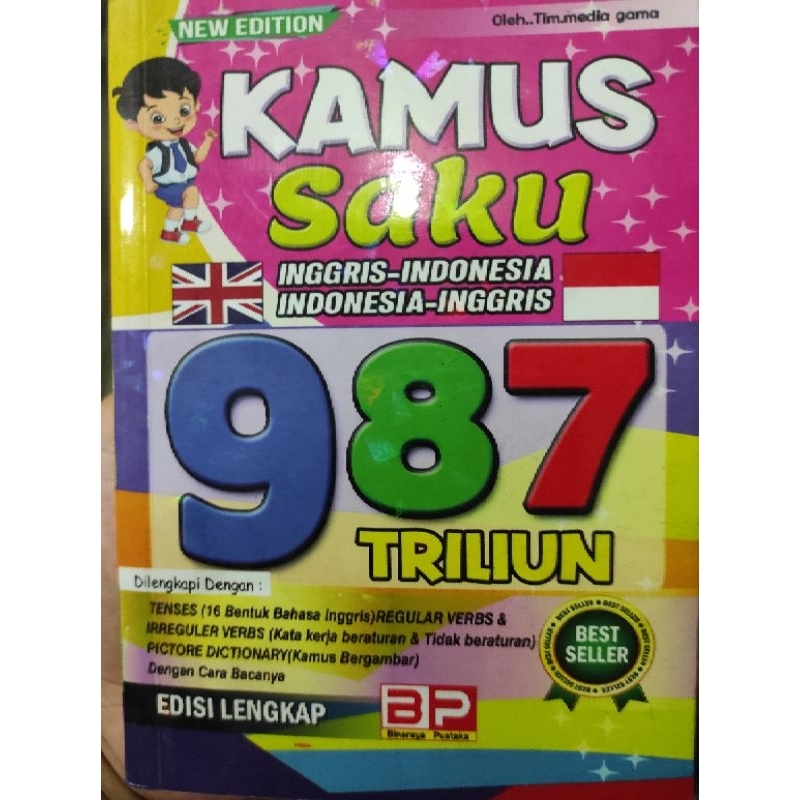 NEW EDITION
Oleh..Tim.media gama
KAMUS
saku
INGGRIS-INDONESIA
INDONESIA-INGGRIS
987
TRILIUN
Dilengkapi Dengan :
TENSES (16 Bentuk Bahasa Inggris)REGULAR VERBS &
IRREGULER VERBS (Kata kerja beraturan & Tidak beraturan)
PICTORE DICTIONARY(Kamus Bergambar)
Dengan Cara Bacanya
BEST
SELLER
EDISI LENGKAP
BP
Binaraya Pustaka